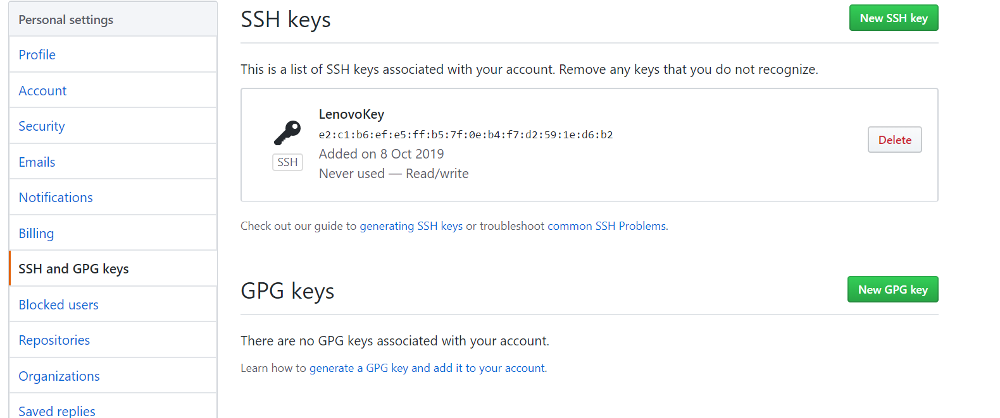 Personal settings
Profile
Account
Security
Emails
Notifications
Billing
SSH and GPG keys
Blocked users
Repositories
Organizations
Saved replies
SSH keys
New SSH key
This is a list of SSH keys associated with your account. Remove any keys that you do not recognize.
LenovoKey
e2:c1:b6:ef:e5:ff:b5:7f:0e:b4:f7:d2:59:1e:d6:b2
Added on 8 Oct 2019
Never used — Read/write
SSH
Delete
Check out our guide to generating SSH keys or troubleshoot common SSH Problems.
GPG keys
New GPG key
There are no GPG keys associated with your account.
Learn how to generate a GPG key and add it to your account.